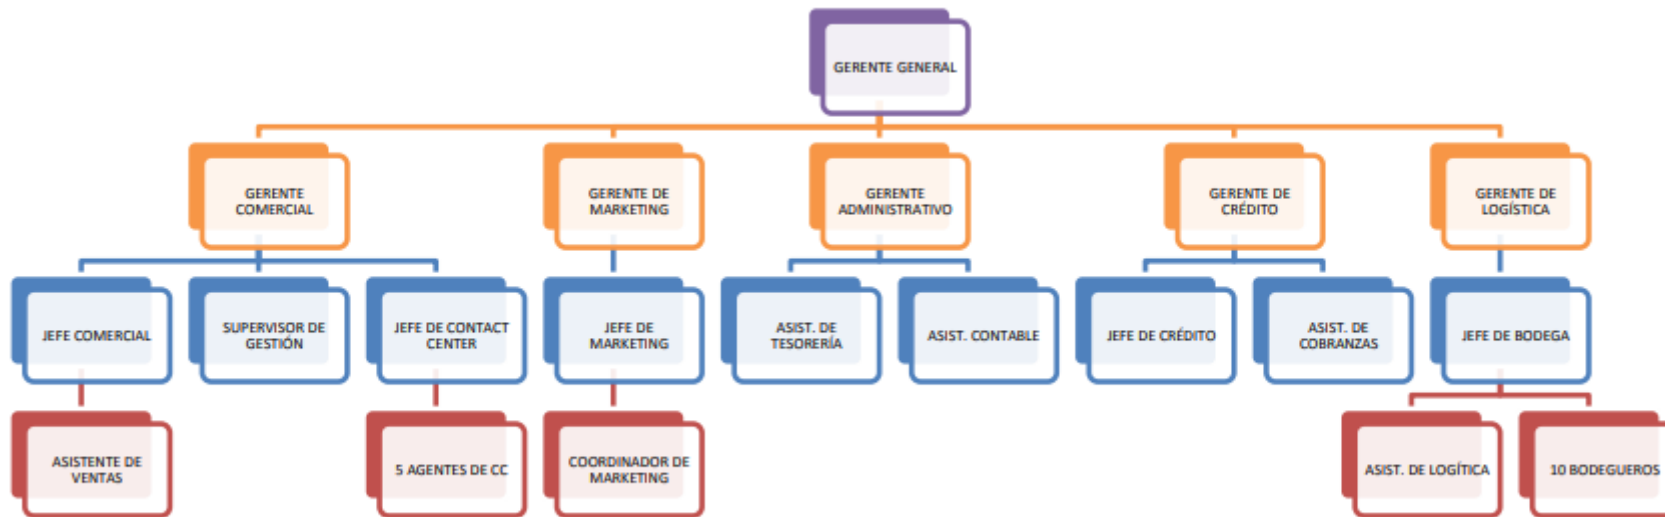 GERENTE GENERAL
GERENTE
COMERCIAL
GERENTE DE
MARKETING
GERENTE
ADMINISTRATIVO
GERENTE DE
CRÉDITO
GERENTE DE
LOGÍSTICA
JEFE COMERCIAL
SUPERVISOR DE
GESTIÓN
JEFE DE CONTACT
CENTER
JEFE DE
MARKETING
ASIST. DE
TESORERÍA
ASIST. CONTABLE
JEFE DE CRÉDITO
ASIST. DE
COBRANZAS
JEFE DE BODEGA
ASISTENTE DE
VENTAS
5 AGENTES DE CC
COORDINADOR DE
MARKETING
ASIST. DE LOGÍTICA
10 BODEGUEROS